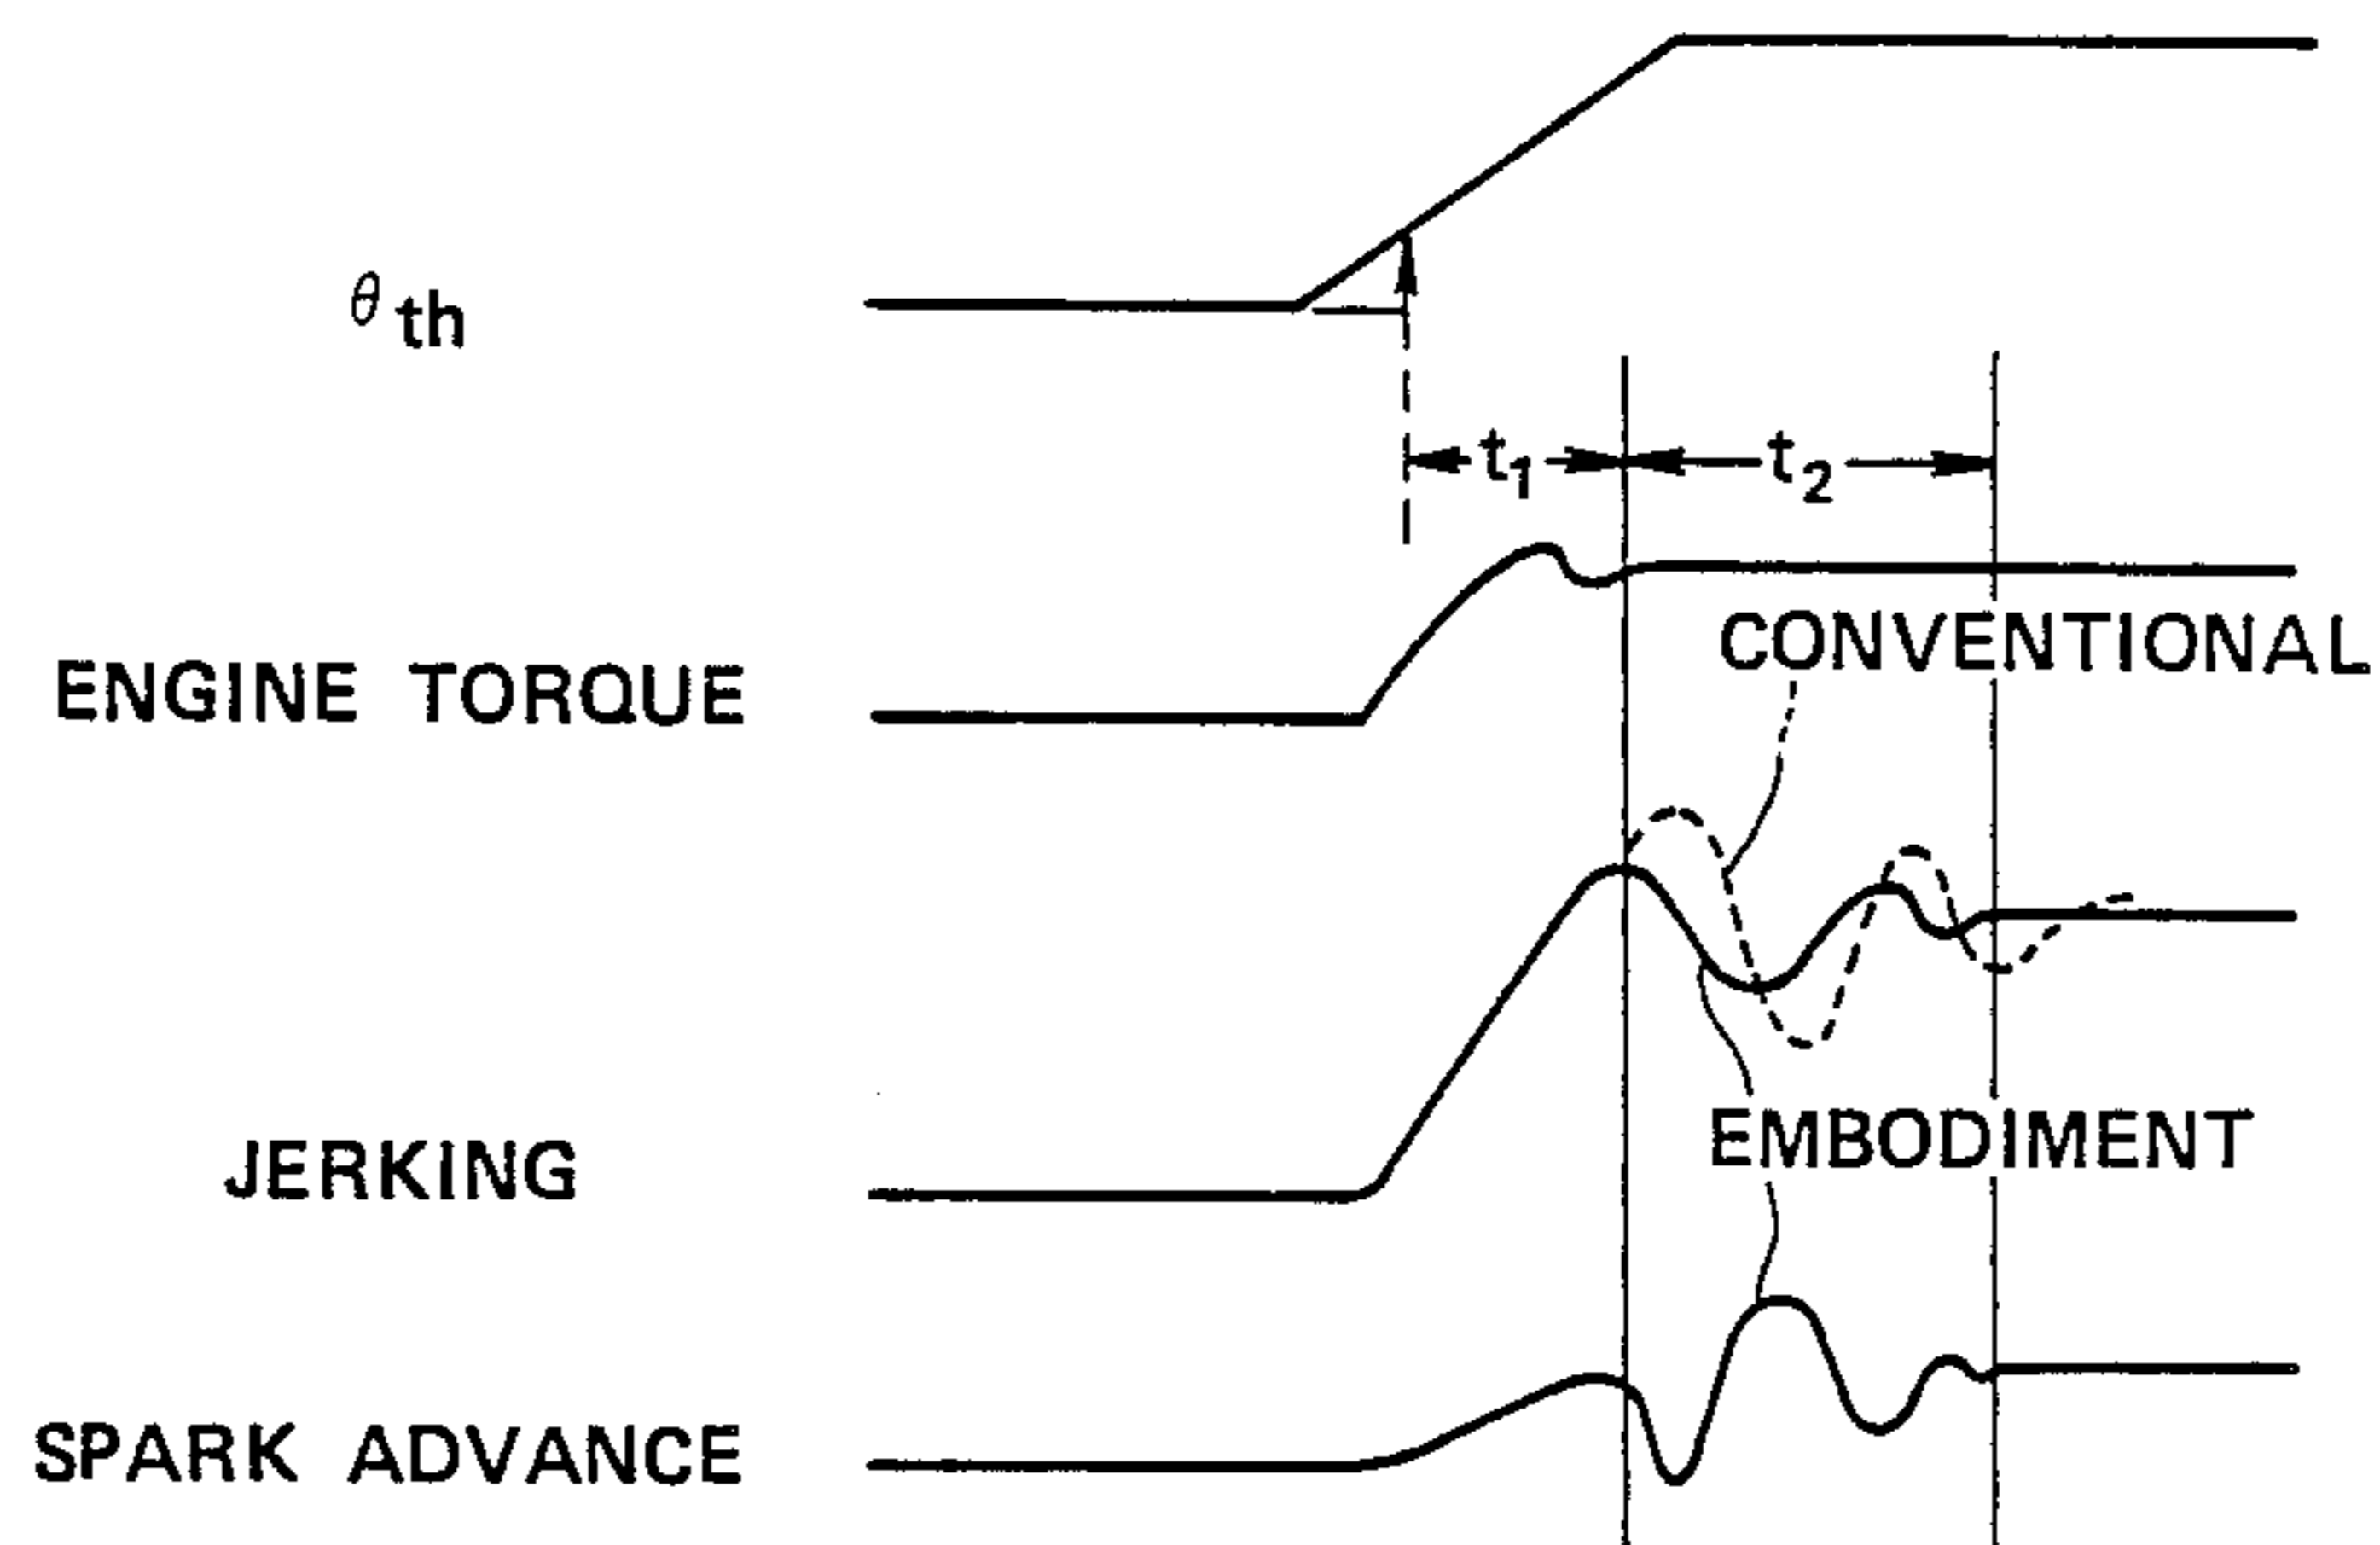 θth
t1
t2
ENGINE TORQUE
CONVENTIONAL
JERKING
EMBODIMENT
SPARK ADVANCE